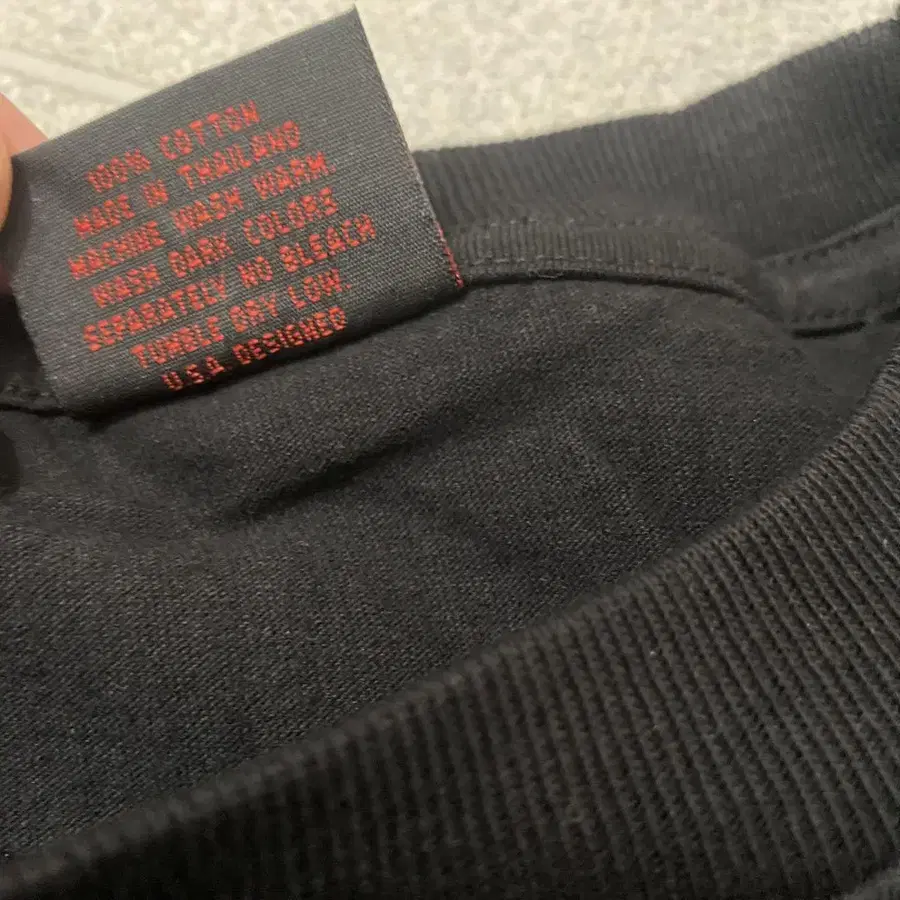 100% COTTON
MADE IN THAILAND
MACHINE WASH WARM.
WASH DARK COLORS
SEPARATELY NO BLEACH
TUMBLE DRY LOW
U.S.A DESIGNED